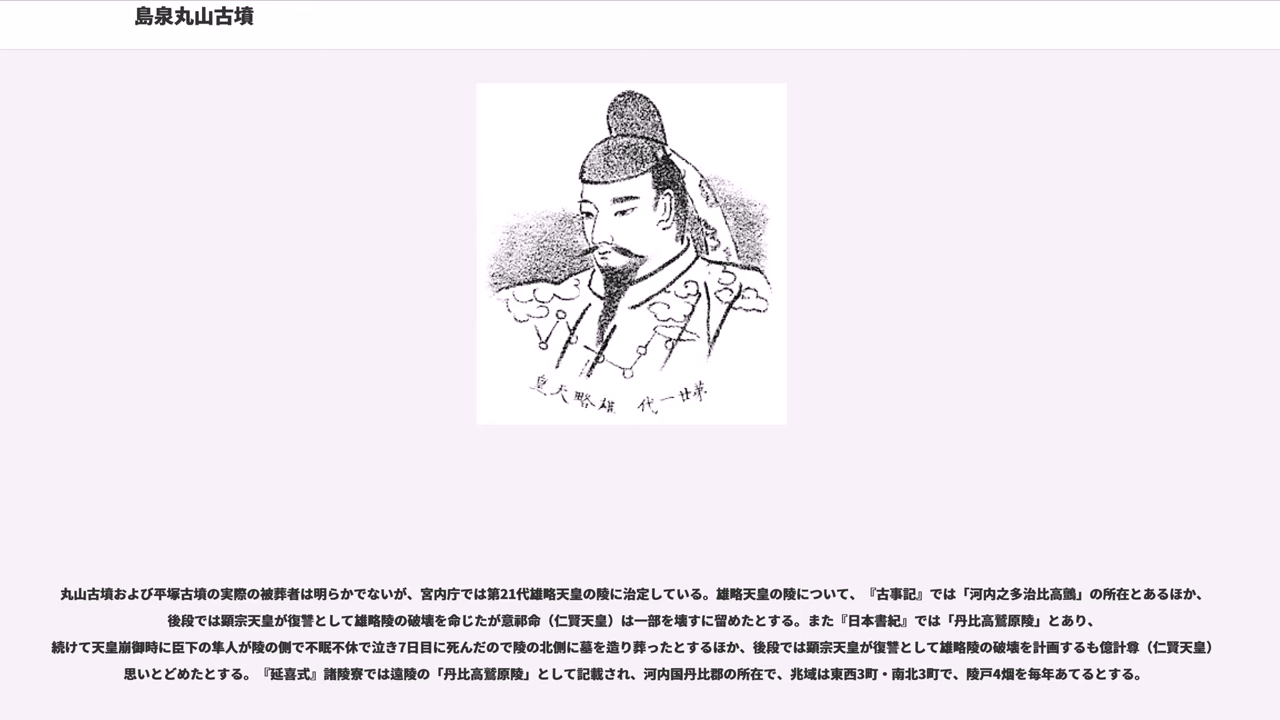 島泉丸山古墳
第廿一代 雄略天皇
丸山古墳および平塚古墳の実際の被葬者は明らかでないが、宮内庁では第21代雄略天皇の陵に治定している。雄略天皇の陵について、『古事記』では「河内之多治比高鸇」の所在とあるほか、
後段では顕宗天皇が復讐として雄略陵の破壊を命じたが意祁命（仁賢天皇）は一部を壊すに留めたとする。また『日本書紀』では「丹比高鷲原陵」とあり、
続けて天皇崩御時に臣下の隼人が陵の側で不眠不休で泣き7日目に死んだので陵の北側に墓を造り葬ったとするほか、後段では顕宗天皇が復讐として雄略陵の破壊を計画するも億計尊（仁賢天皇）
思いとどめたとする。『延喜式』諸陵寮では遠陵の「丹比高鷲原陵」として記載され、河内国丹比郡の所在で、兆域は東西3町・南北3町で、陵戸4畑を毎年あてるとする。